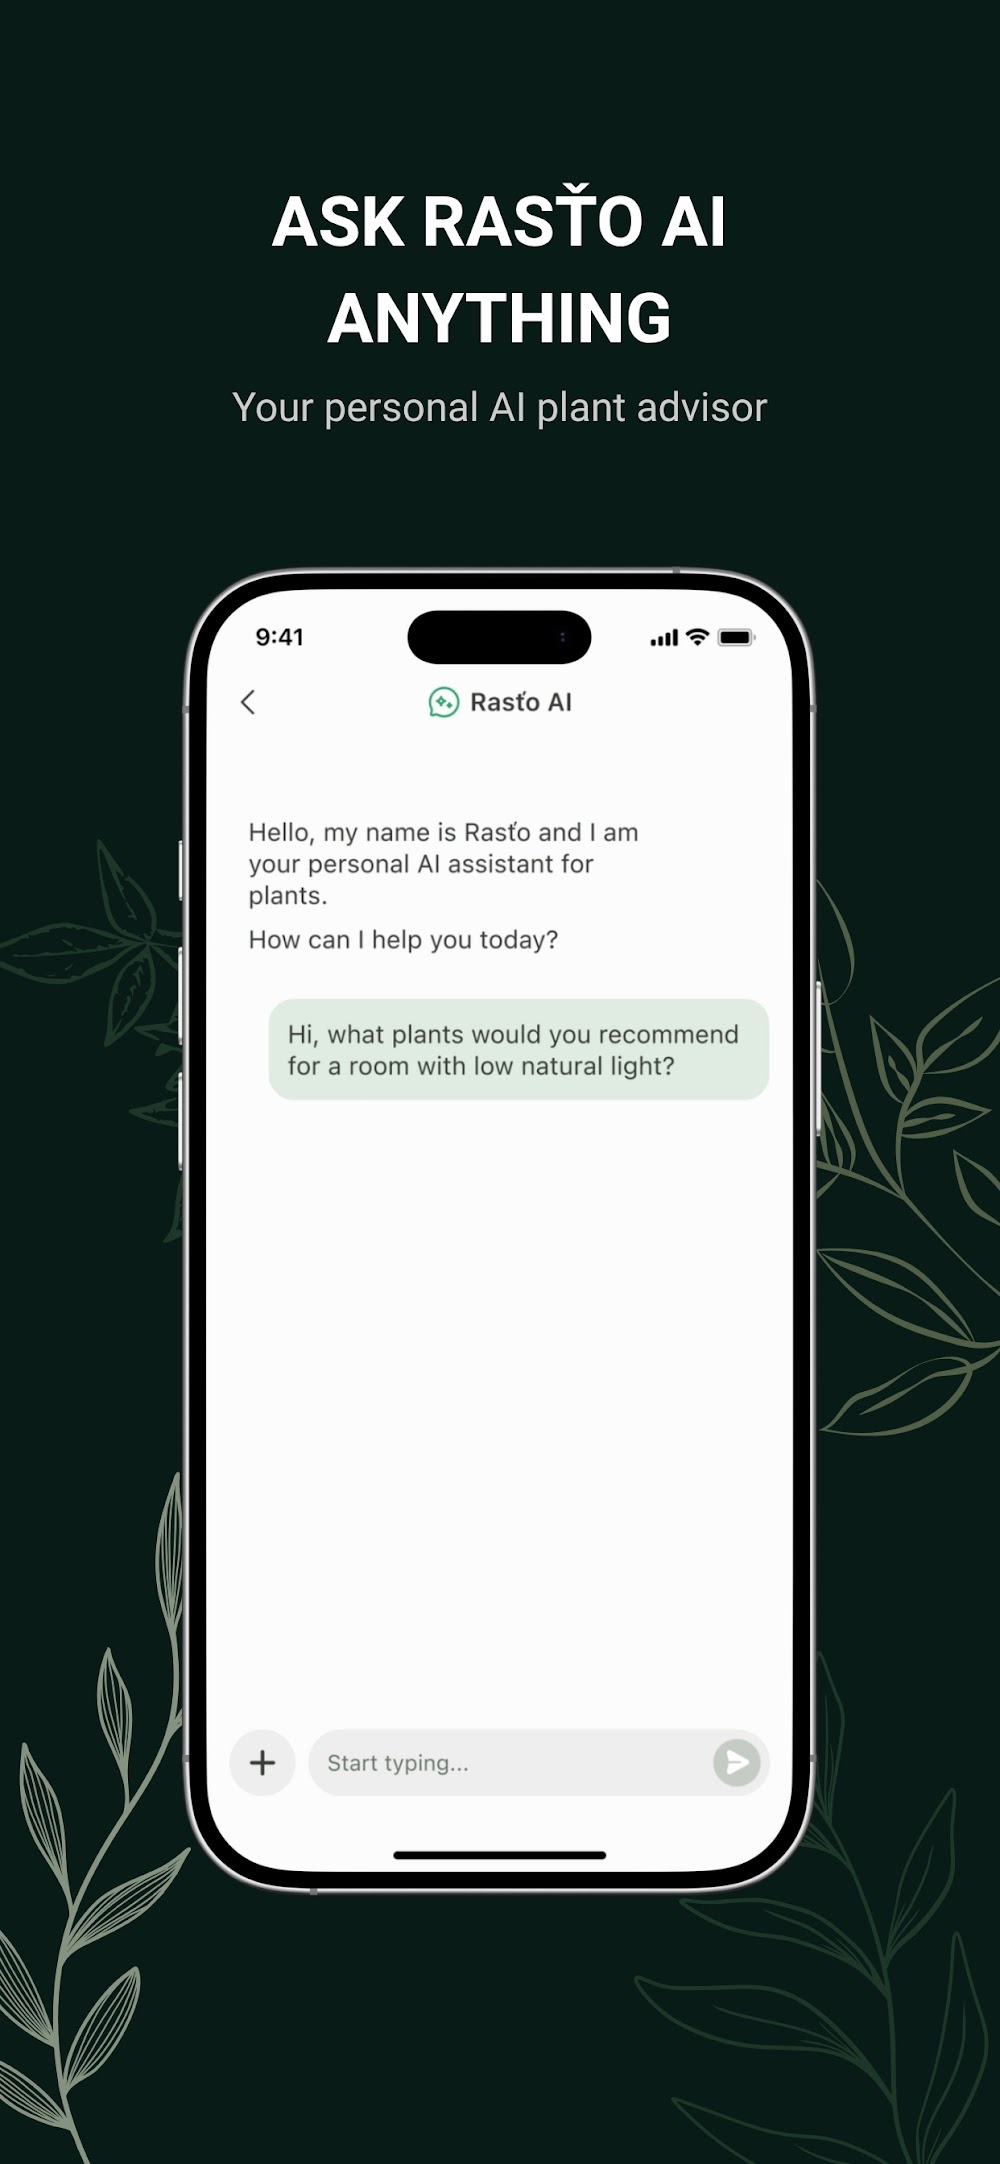 ASK RASŤO AI
ANYTHING
Your personal AI plant advisor
9:41
Rasťo AI
Hello, my name is Rasťo and I am
your personal AI assistant for
plants.
How can I help you today?
Hi, what plants would you recommend
for a room with low natural light?
Start typing...